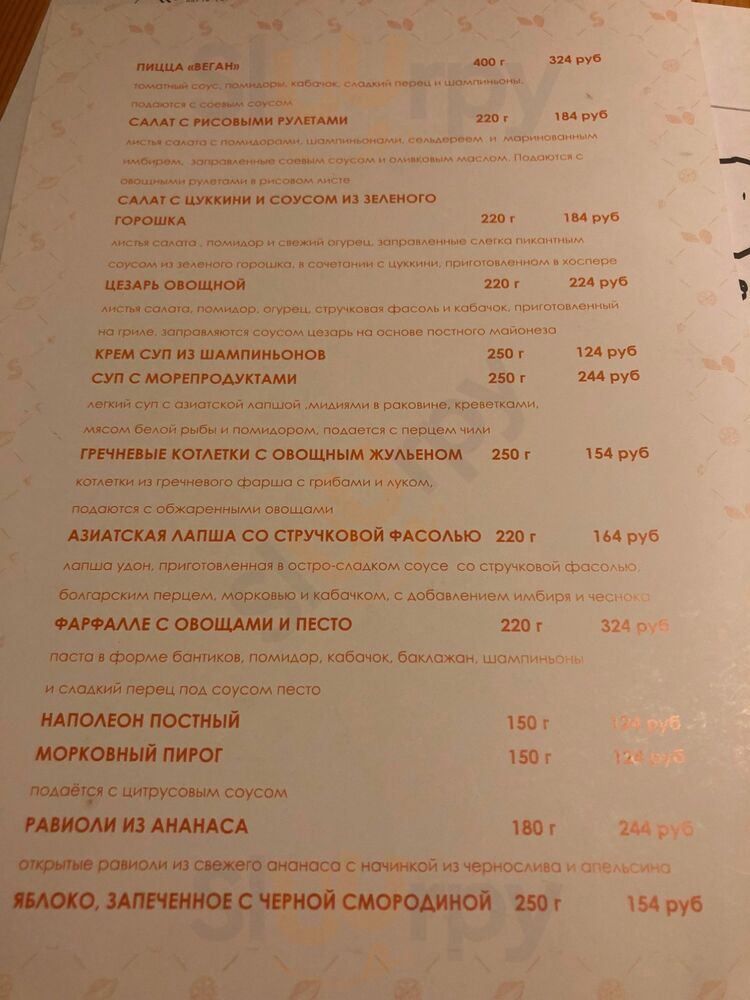 ПИЦЦА «ВЕГАН» 400 г 324 руб
томатный соус, помидоры, кабачок, сладкий перец и шампиньоны,
подаются с соевым соусом
САЛАТ С РИСОВЫМИ РУЛЕТАМИ 220 г 184 руб
листья салата с помидорами, шампиньонами, сельдереем и маринованным
имбирем, заправленные соевым соусом и оливковым маслом. Подаются с
овощными рулетами в рисовом листе
САЛАТ С ЦУККИНИ И СОУСОМ ИЗ ЗЕЛЕНОГО
ГОРОШКА 220 г 184 руб
листья салата , помидор и свежий огурец, заправленные слегка пикантным
соусом из зеленого горошка, в сочетании с цуккини, приготовленном в хоспере
ЦЕЗАРЬ ОВОЩНОЙ 220 г 224 руб
листья салата, помидор, огурец, стручковая фасоль и кабачок, приготовленный
на гриле, заправляются соусом цезарь на основе постного майонеза
КРЕМ СУП ИЗ ШАМПИНЬОНОВ 250 г 124 руб
СУП С МОРЕПРОДУКТАМИ 250 г 244 руб
легкий суп с азиатской лапшой ,мидиями в раковине, креветками,
мясом белой рыбы и помидором, подается с перцем чили
ГРЕЧНЕВЫЕ КОТЛЕТКИ С ОВОЩНЫМ ЖУЛЬЕНОМ 250 г 154 руб
котлетки из гречневого фарша с грибами и луком,
подаются с обжаренными овощами
АЗИАТСКАЯ ЛАПША СО СТРУЧКОВОЙ ФАСОЛЬЮ 220 г 164 руб
лапша удон, приготовленная в остро-сладком соусе со стручковой фасолью,
болгарским перцем, морковью и кабачком, с добавлением имбиря и чеснока
ФАРФАЛЛЕ С ОВОЩАМИ И ПЕСТО 220 г 324 руб
паста в форме бантиков, помидор, кабачок, баклажан, шампиньоны
и сладкий перец под соусом песто
НАПОЛЕОН ПОСТНЫЙ 150 г 124 руб
МОРКОВНЫЙ ПИРОГ 150 г 124 руб
подаётся с цитрусовым соусом
РАВИОЛИ ИЗ АНАНАСА 180 г 244 руб
открытые равиоли из свежего ананаса с начинкой из чернослива и апельсина
ЯБЛОКО, ЗАПЕЧЕННОЕ С ЧЕРНОЙ СМОРОДИНОЙ 250 г 154 руб